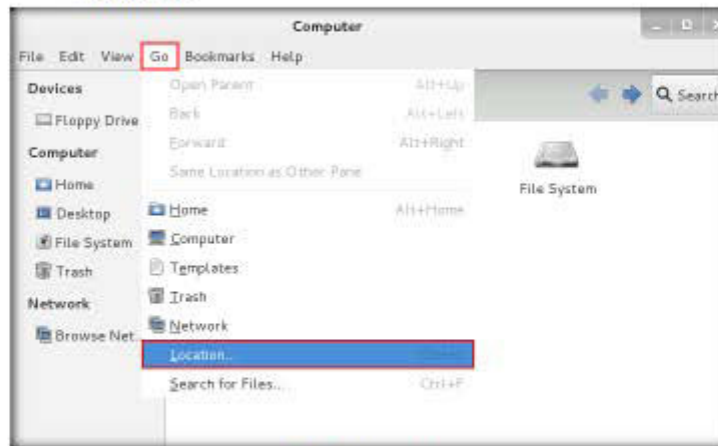 Computer
File Edit View Go Bookmarks Help
Devices
Floppy Drive
Computer
Home
Desktop
File System
Trash
Network
Browse Net
Open Parent Alt+Up
Back Alt+Left
Forward Alt+Right
Same Location as Other Pane
Home Alt+Home
Computer
Templates
Trash
Network
Location...
Search for Files... Ctrl+F
Search
File System